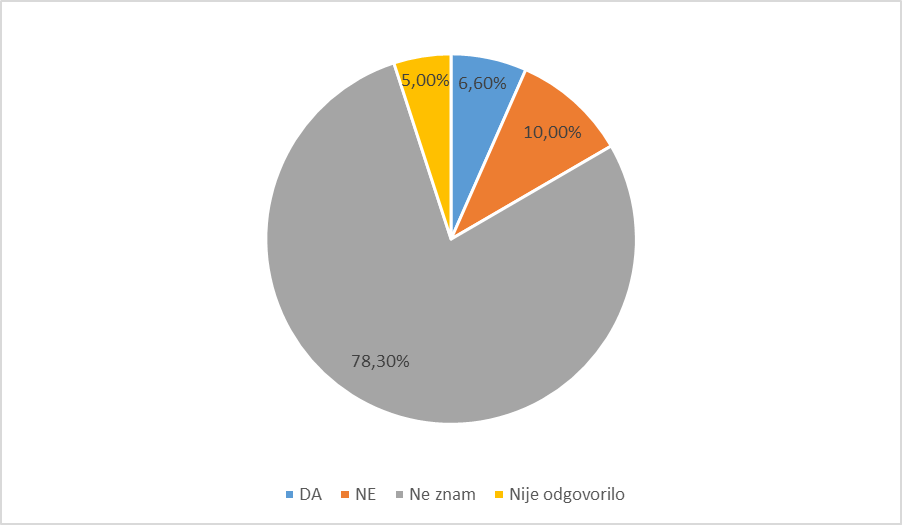 5,00%
6,60%
10,00%
78,30%
DA
NE
Ne znam
Nije odgovorilo